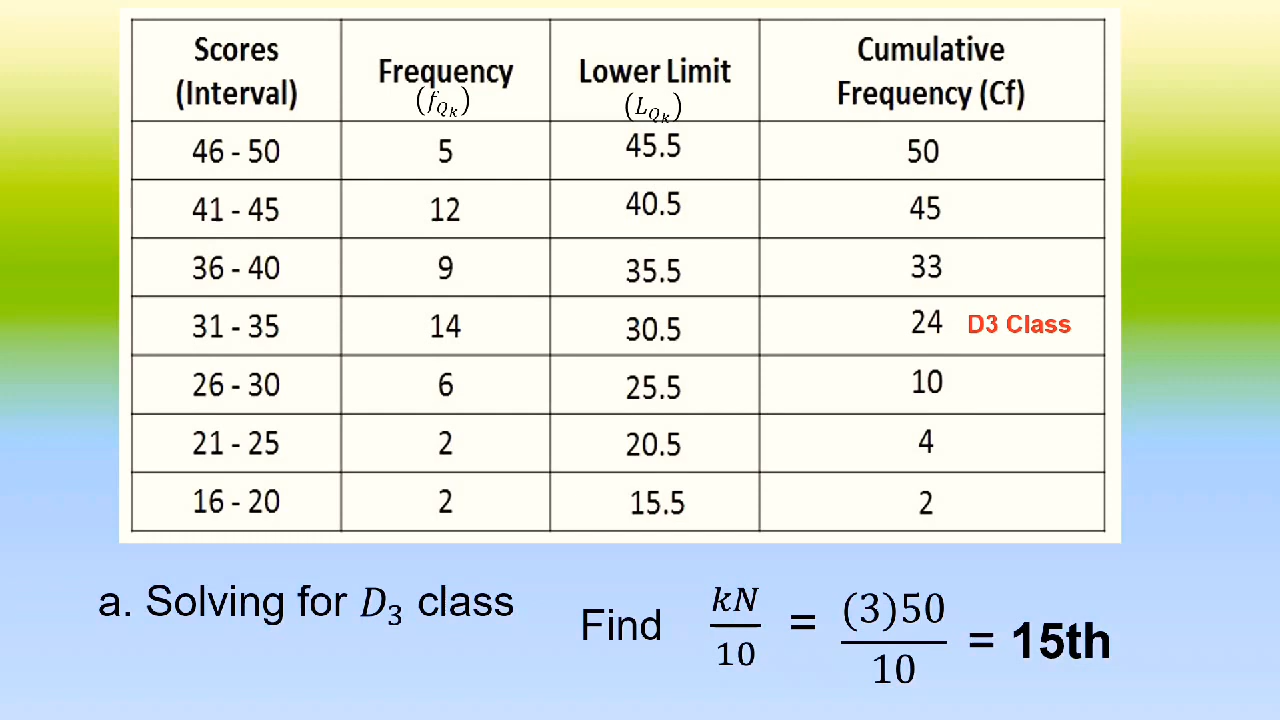 Scores (Interval) | Frequency (f_{Q_k}) | Lower Limit (L_{Q_k}) | Cumulative Frequency (Cf)
46 - 50 | 5 | 45.5 | 50
41 - 45 | 12 | 40.5 | 45
36 - 40 | 9 | 35.5 | 33
31 - 35 | 14 | 30.5 | 24 D3 Class
26 - 30 | 6 | 25.5 | 10
21 - 25 | 2 | 20.5 | 4
16 - 20 | 2 | 15.5 | 2
a. Solving for D_3 class Find kN/10 = (3)50/10 = 15th